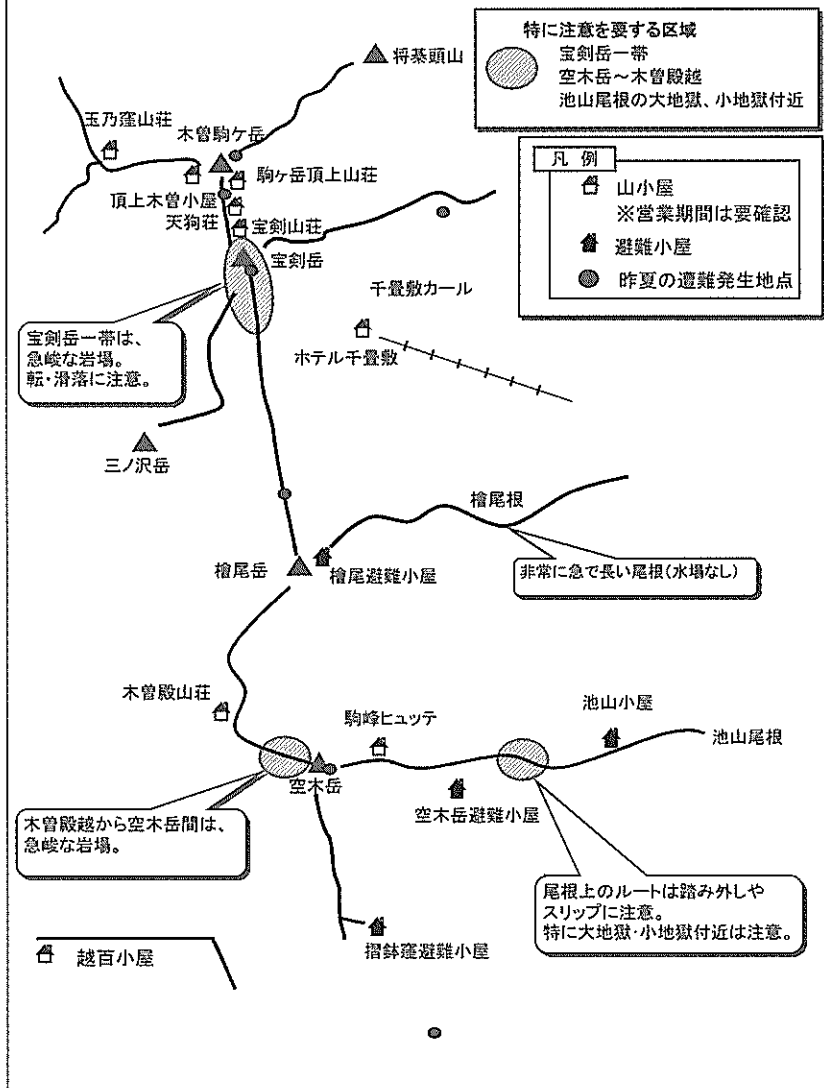 特に注意を要する区域
宝剣岳一帯
空木岳～木曽殿越
池山尾根の大地獄、小地獄付近
凡例
山小屋
※営業期間は要確認
避難小屋
昨夏の遭難発生地点
将棊頭山
玉乃窪山荘
木曽駒ケ岳
駒ヶ岳頂上山荘
頂上木曽小屋
天狗荘
宝剣山荘
宝剣岳
千畳敷カール
ホテル千畳敷
宝剣岳一帯は、
急峻な岩場。
転・滑落に注意。
三ノ沢岳
檜尾根
檜尾岳
檜尾避難小屋
非常に急で長い尾根(水場なし)
木曽殿山荘
駒峰ヒュッテ
池山小屋
池山尾根
空木岳
空木岳避難小屋
木曽殿越から空木岳間は、
急峻な岩場。
尾根上のルートは踏み外しや
スリップに注意。
特に大地獄・小地獄付近は注意。
摺鉢窪避難小屋
越百小屋